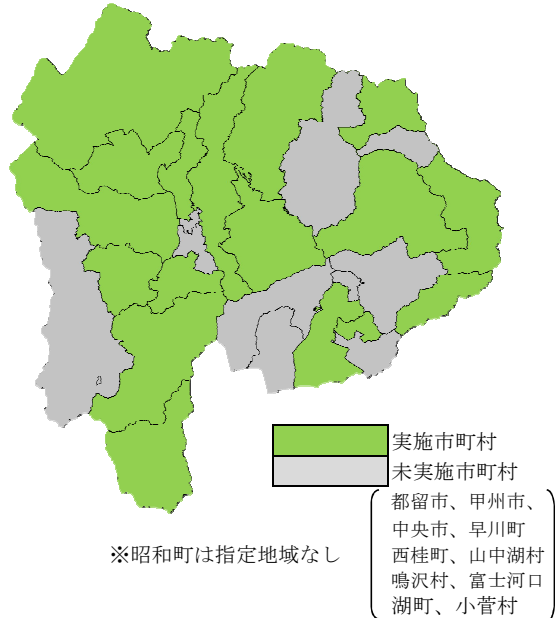 実施市町村
未実施市町村
都留市、甲州市、
中央市、早川町
西桂町、山中湖村
鳴沢村、富士河口
湖町、小菅村
※昭和町は指定地域なし